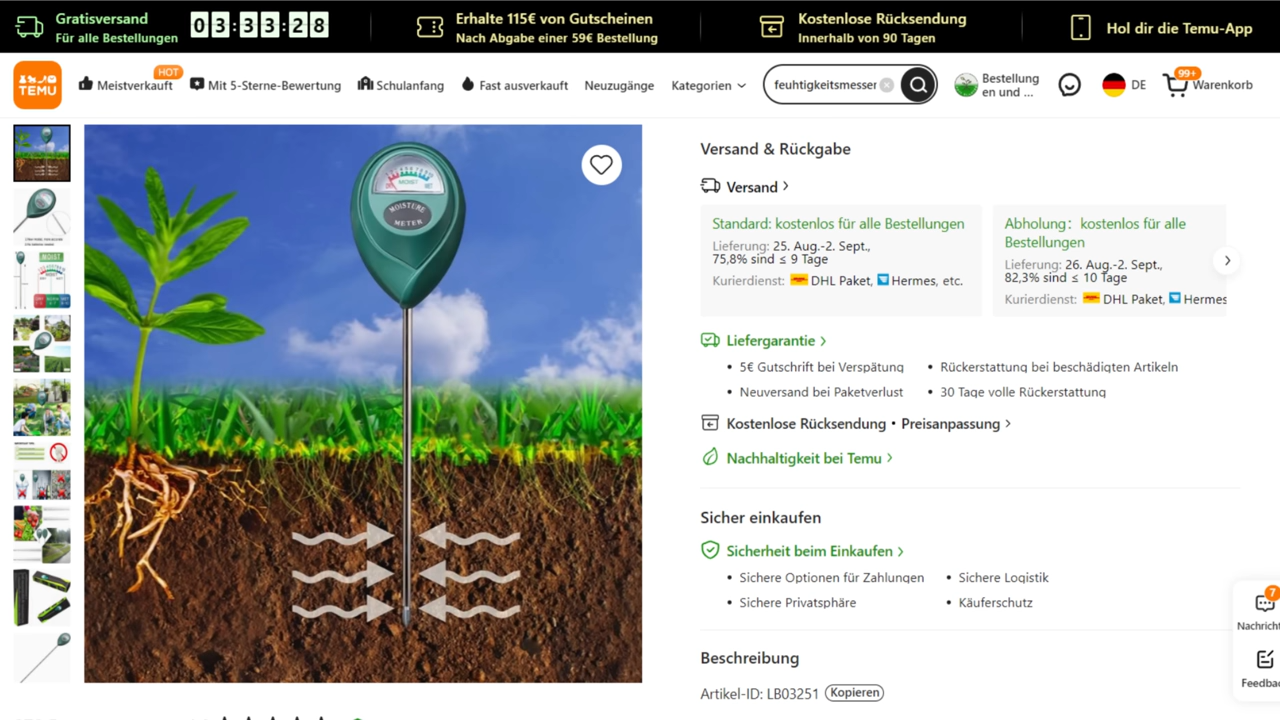 Gratisversand
Für alle Bestellungen
03:33:28
Erhalte 115€ von Gutscheinen
Nach Abgabe einer 59€ Bestellung
Kostenlose Rücksendung
Innerhalb von 90 Tagen
Hol dir die Temu-App
TEMU
Meistverkauft
HOT
Mit 5-Sterne-Bewertung
Schulanfang
Fast ausverkauft
Neuzugänge
Kategorien
feuhtigkeitsmesser
Bestellung
en und ...
DE
99+
Warenkorb
DRY MOIST WET
MOISTURE
METER
Versand & Rückgabe
Versand
Standard: kostenlos für alle Bestellungen
Lieferung: 25. Aug.-2. Sept.,
75,8% sind ≤ 9 Tage
Kurierdienst: DHL Paket, Hermes, etc.
Abholung：kostenlos für alle
Bestellungen
Lieferung: 26. Aug.-2. Sept.,
82,3% sind ≤ 10 Tage
Kurierdienst: DHL Paket, Hermes
Liefergarantie
• 5€ Gutschrift bei Verspätung
• Rückerstattung bei beschädigten Artikeln
• Neuversand bei Paketverlust
• 30 Tage volle Rückerstattung
Kostenlose Rücksendung • Preisanpassung
Nachhaltigkeit bei Temu
Sicher einkaufen
Sicherheit beim Einkaufen
• Sichere Optionen für Zahlungen
• Sichere Logistik
• Sichere Privatsphäre
• Käuferschutz
Beschreibung
Artikel-ID: LB03251
Kopieren
7
Nachricht
Feedbac